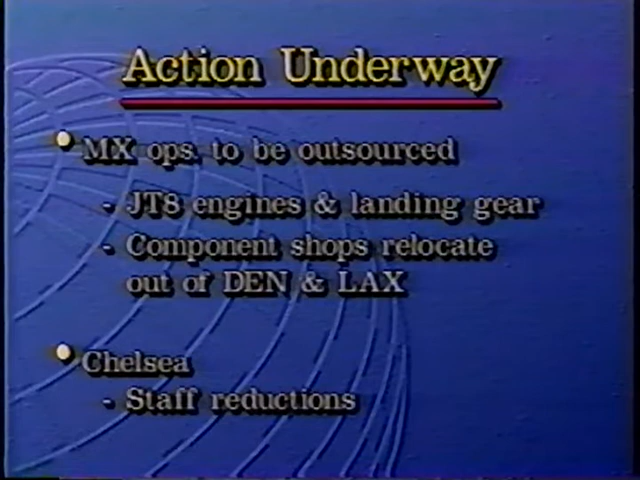 Action Underway
• MX ops. to be outsourced
- JT8 engines & landing gear
- Component shops relocate
out of DEN & LAX
• Chelsea
- Staff reductions